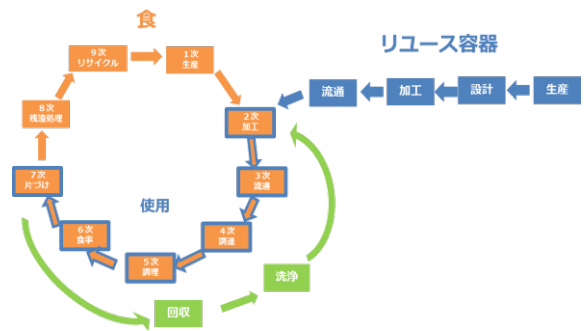 食
リユース容器
9次
リサイクル
1次
生産
8次
残渣処理
2次
加工
流通
加工
設計
生産
7次
片づけ
3次
流通
使用
6次
食事
4次
調達
5次
調理
洗浄
回収